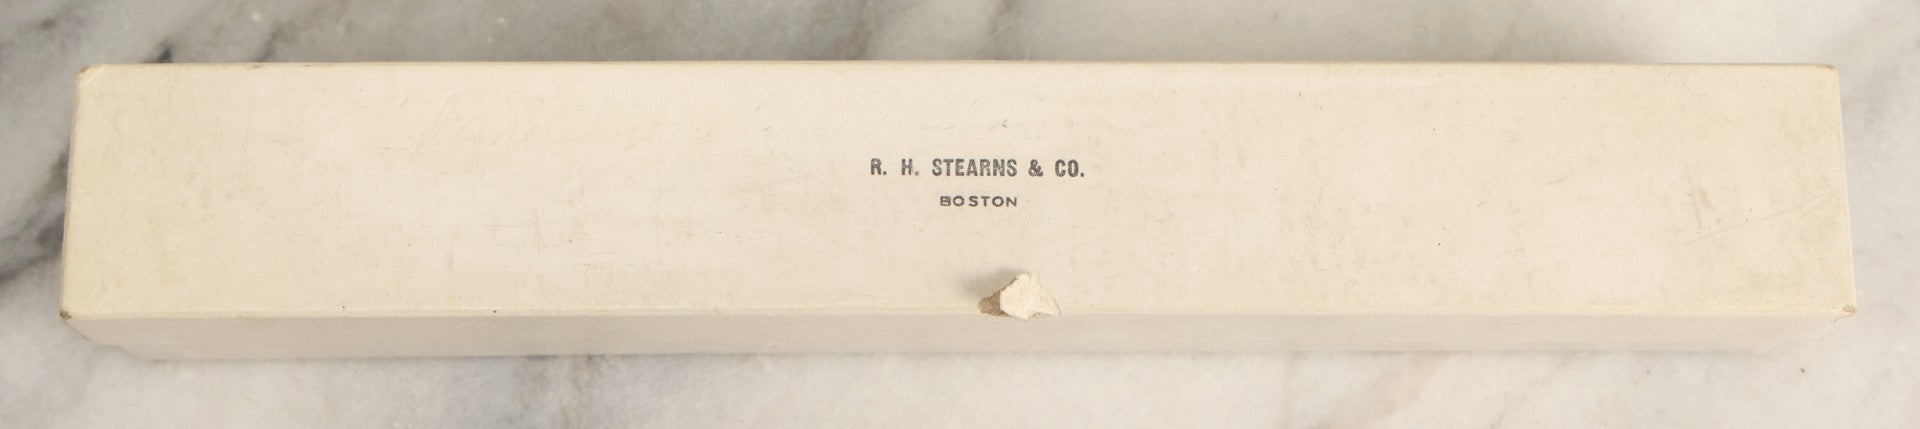 R. H. STEARNS & CO.
BOSTON